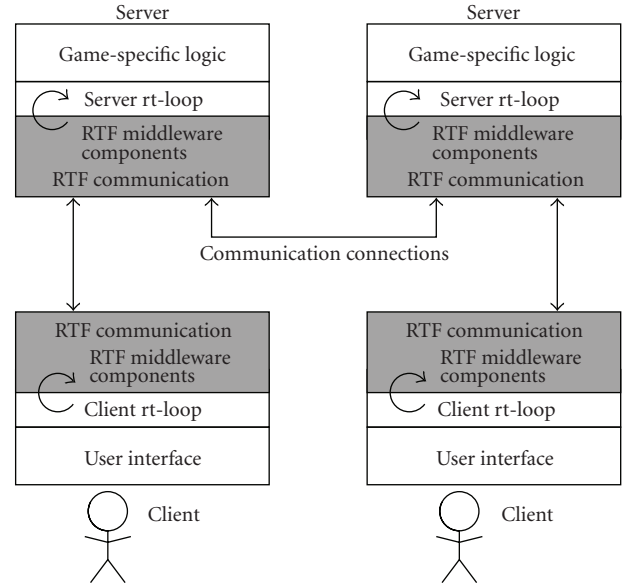 Server
Game-specific logic
Server rt-loop
RTF middleware
components
RTF communication
Server
Game-specific logic
Server rt-loop
RTF middleware
components
RTF communication
Communication connections
RTF communication
RTF middleware
components
Client rt-loop
User interface
Client
RTF communication
RTF middleware
components
Client rt-loop
User interface
Client